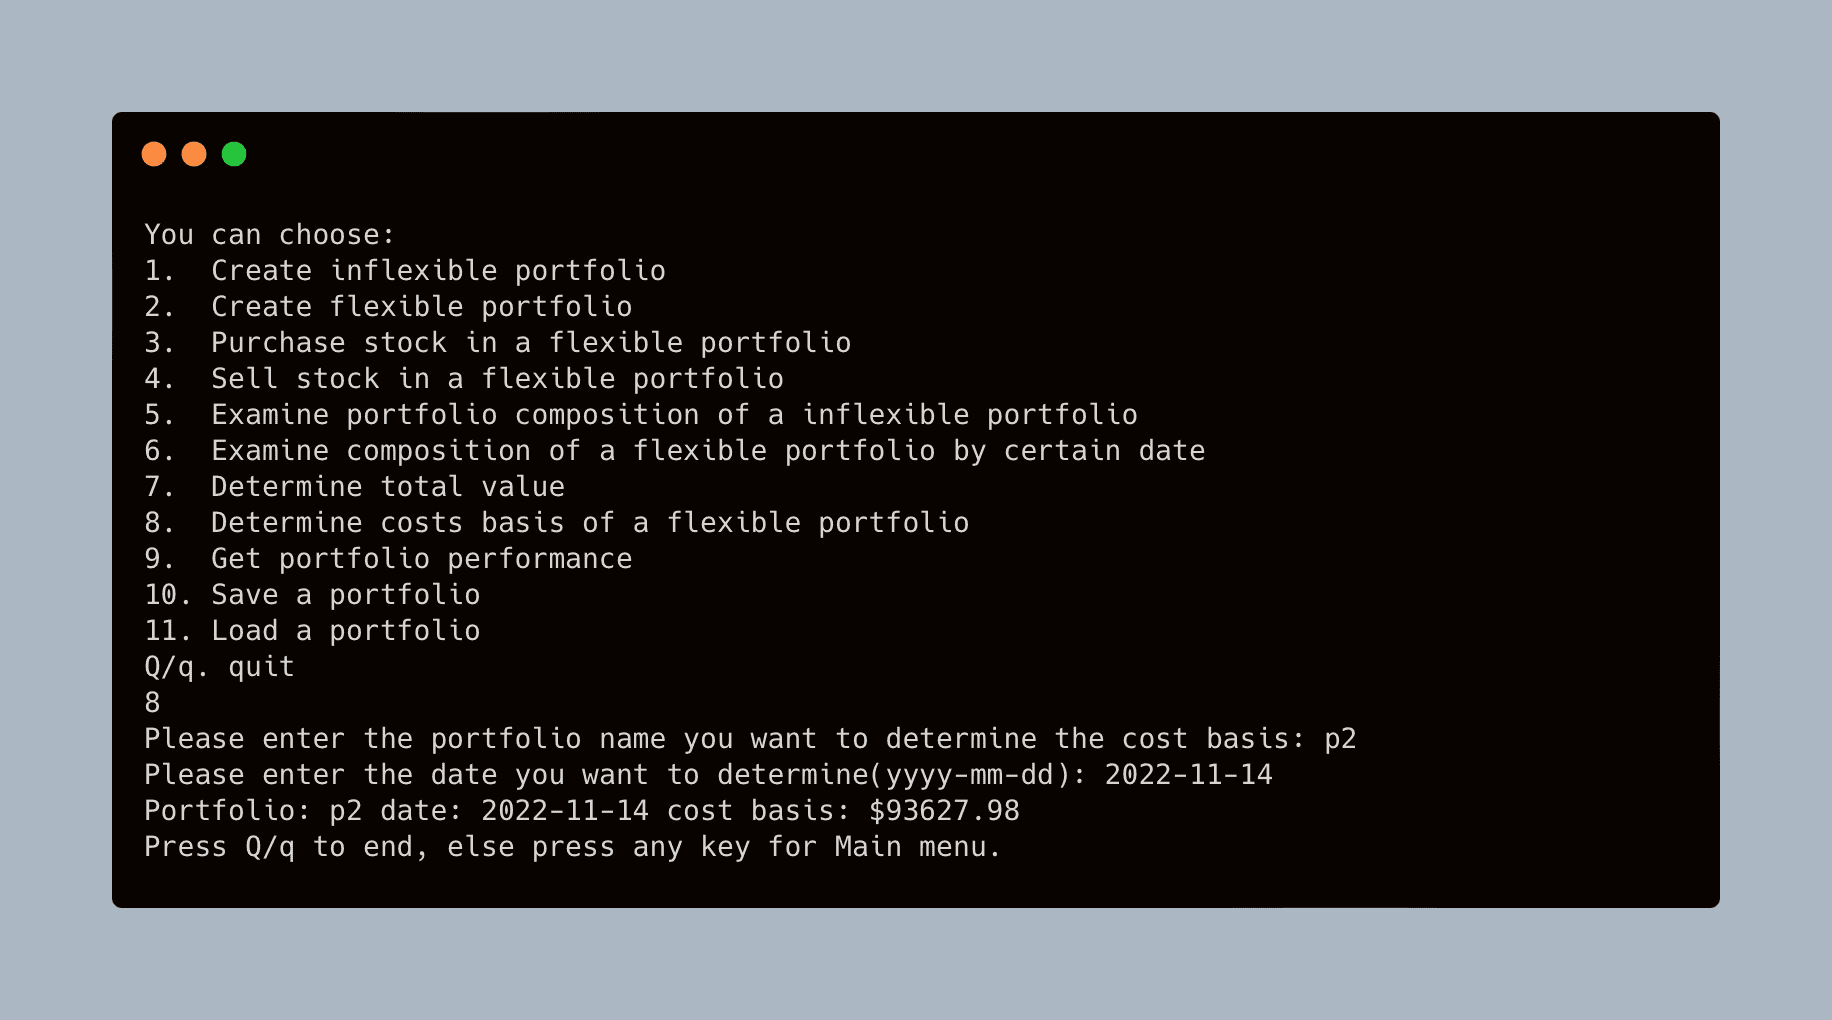 You can choose:
1.  Create inflexible portfolio
2.  Create flexible portfolio
3.  Purchase stock in a flexible portfolio
4.  Sell stock in a flexible portfolio
5.  Examine portfolio composition of a inflexible portfolio
6.  Examine composition of a flexible portfolio by certain date
7.  Determine total value
8.  Determine costs basis of a flexible portfolio
9.  Get portfolio performance
10. Save a portfolio
11. Load a portfolio
Q/q. quit
8
Please enter the portfolio name you want to determine the cost basis: p2
Please enter the date you want to determine(yyyy-mm-dd): 2022-11-14
Portfolio: p2 date: 2022-11-14 cost basis: $93627.98
Press Q/q to end, else press any key for Main menu.